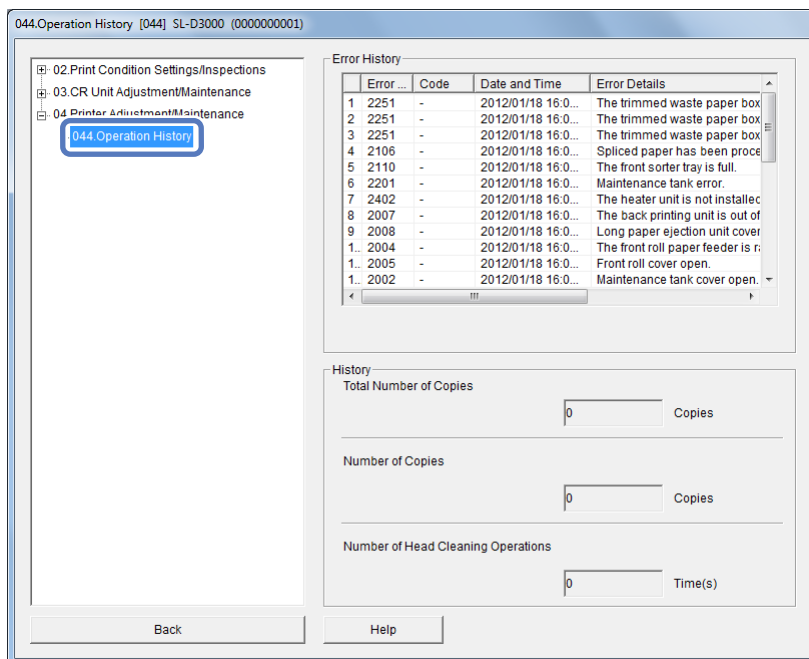 044.Operation History [044] SL-D3000 (0000000001)
02.Print Condition Settings/Inspections
03.CR Unit Adjustment/Maintenance
04.Printer Adjustment/Maintenance
044.Operation History
Error History
Error ... Code Date and Time Error Details
1 2251 - 2012/01/18 16:0... The trimmed waste paper box
2 2251 - 2012/01/18 16:0... The trimmed waste paper box
3 2251 - 2012/01/18 16:0... The trimmed waste paper box
4 2106 - 2012/01/18 16:0... Spliced paper has been proce
5 2110 - 2012/01/18 16:0... The front sorter tray is full.
6 2201 - 2012/01/18 16:0... Maintenance tank error.
7 2402 - 2012/01/18 16:0... The heater unit is not installed
8 2007 - 2012/01/18 16:0... The back printing unit is out of
9 2008 - 2012/01/18 16:0... Long paper ejection unit cover
1.. 2004 - 2012/01/18 16:0... The front roll paper feeder is ra
1.. 2005 - 2012/01/18 16:0... Front roll cover open.
1.. 2002 - 2012/01/18 16:0... Maintenance tank cover open.
History
Total Number of Copies
0 Copies
Number of Copies
0 Copies
Number of Head Cleaning Operations
0 Time(s)
Back
Help